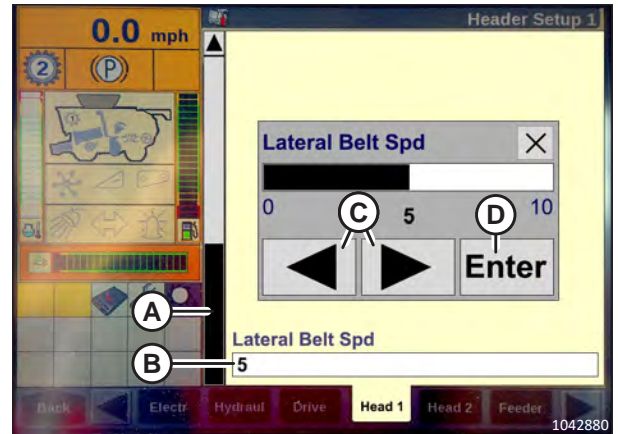 0.0 mph
Header Setup 1
2
(P)
Lateral Belt Spd
0
5
10
C
D
Enter
A
Lateral Belt Spd
B
5
Back
Electr
Hydraul
Drive
Head 1
Head 2
Feeder
1042880